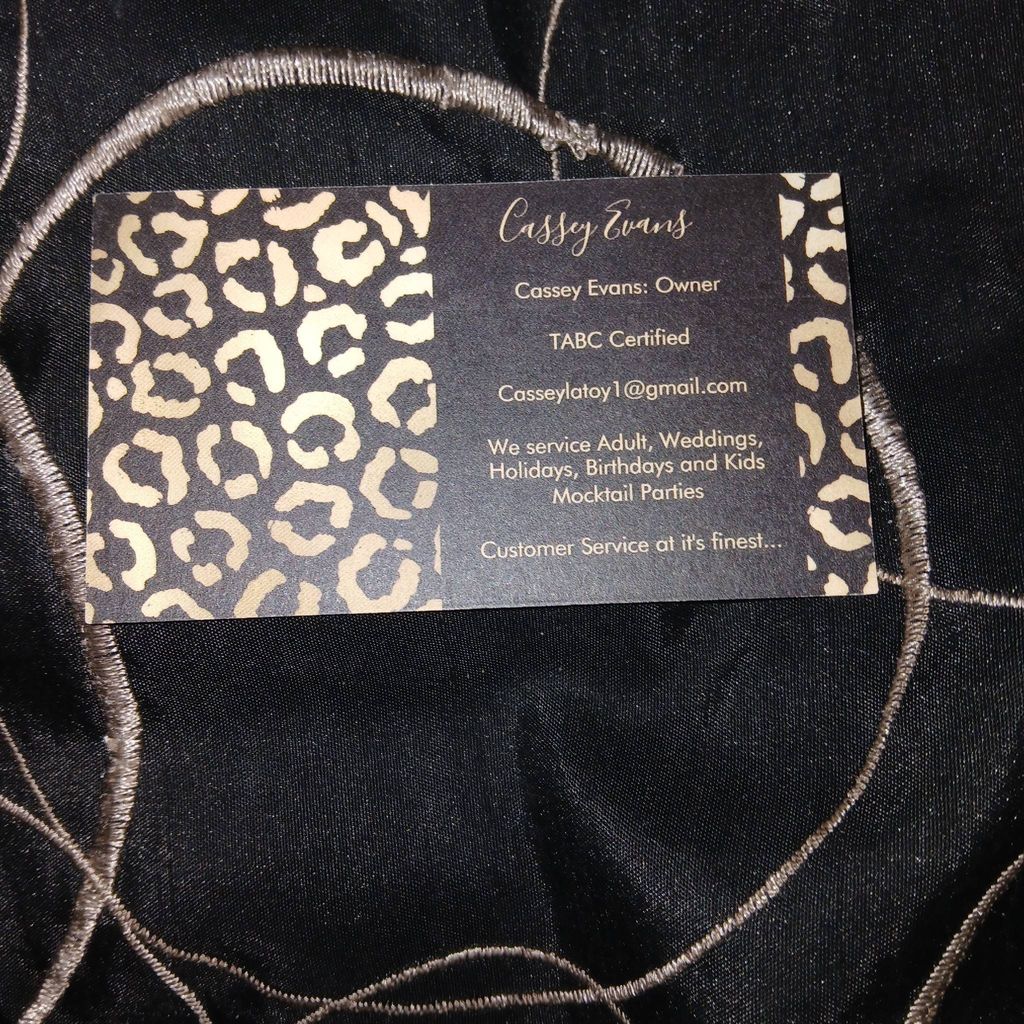 Cassey Evans
Cassey Evans: Owner
TABC Certified
Casseylatoy1@gmail.com
We service Adult, Weddings,
Holidays, Birthdays and Kids
Mocktail Parties
Customer Service at it's finest...